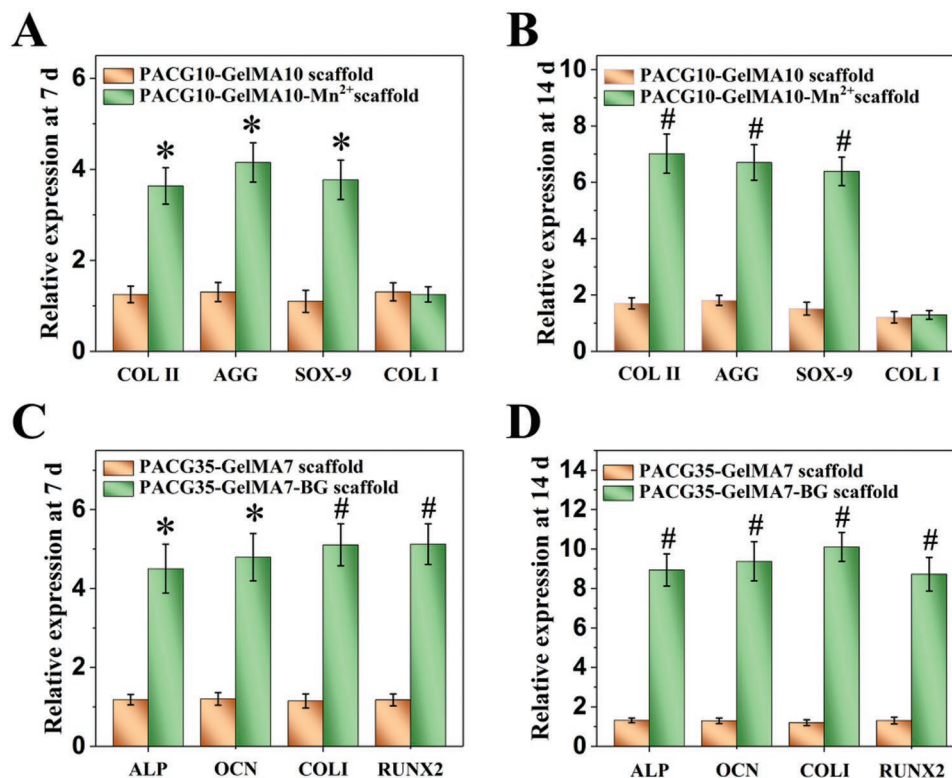 A
PACG10-GelMA10 scaffold
PACG10-GelMA10-Mn²⁺scaffold
Relative expression at 7 d
6
4
2
0
* * *
COL II AGG SOX-9 COL I
B
PACG10-GelMA10 scaffold
PACG10-GelMA10-Mn²⁺scaffold
Relative expression at 14 d
10
8
6
4
2
0
# # #
COL II AGG SOX-9 COL I
C
PACG35-GelMA7 scaffold
PACG35-GelMA7-BG scaffold
Relative expression at 7 d
6
4
2
0
* * # #
ALP OCN COLI RUNX2
D
PACG35-GelMA7 scaffold
PACG35-GelMA7-BG scaffold
Relative expression at 14 d
14
12
10
8
6
4
2
0
# # # #
ALP OCN COLI RUNX2